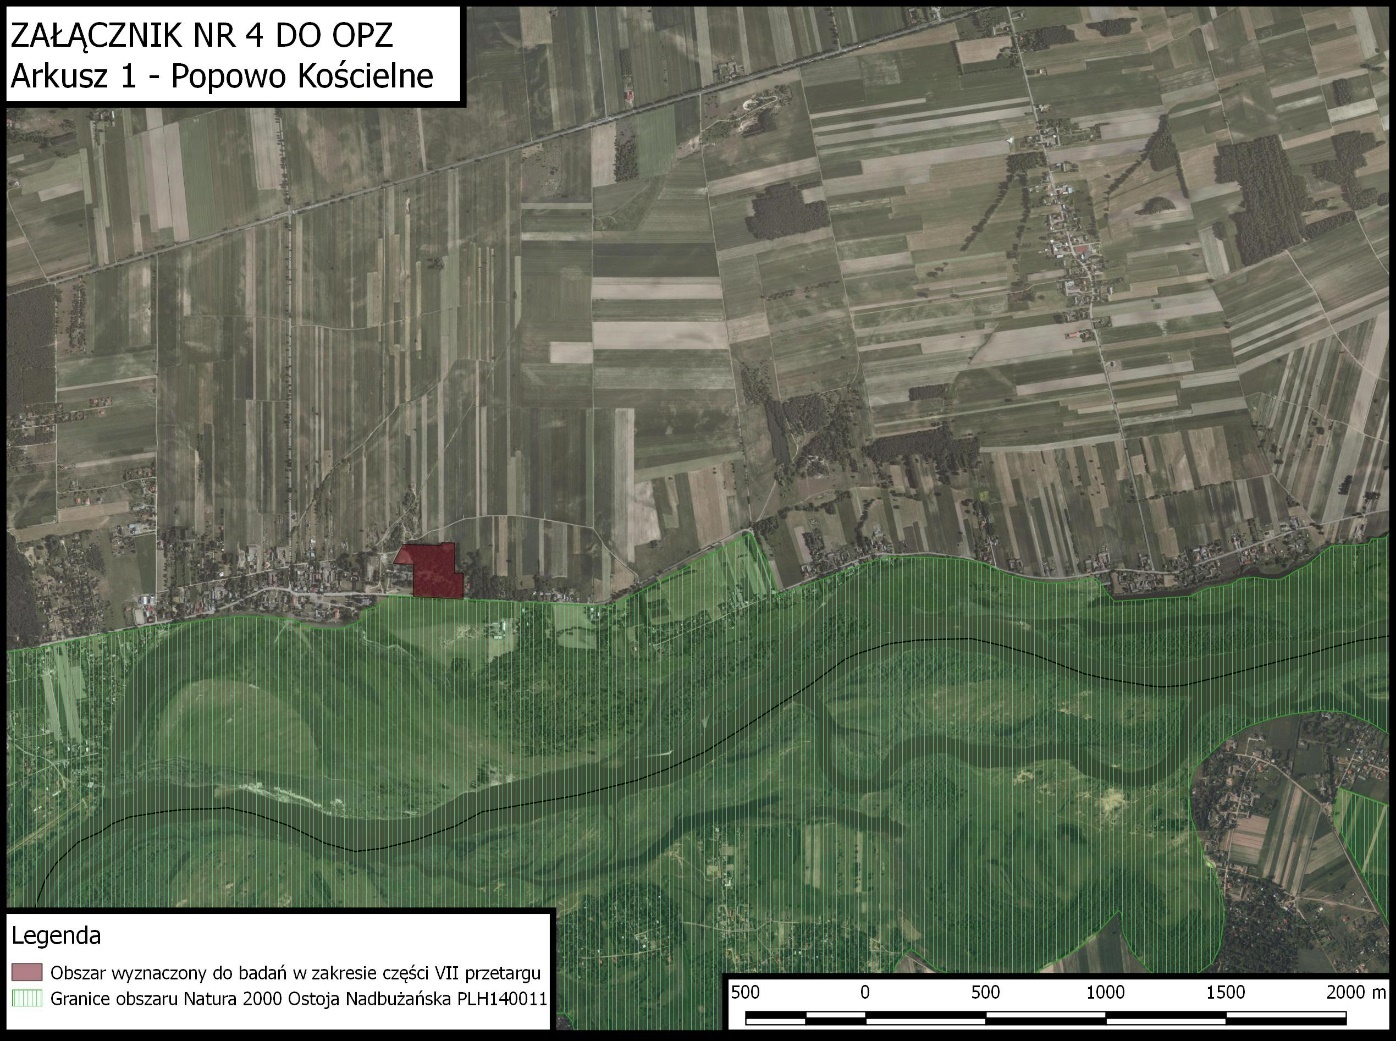 ZAŁĄCZNIK NR 4 DO OPZ
Arkusz 1 - Popowo Kościelne
Legenda
Obszar wyznaczony do badań w zakresie części VII przetargu
Granice obszaru Natura 2000 Ostoja Nadbużańska PLH140011
500 0 500 1000 1500 2000 m